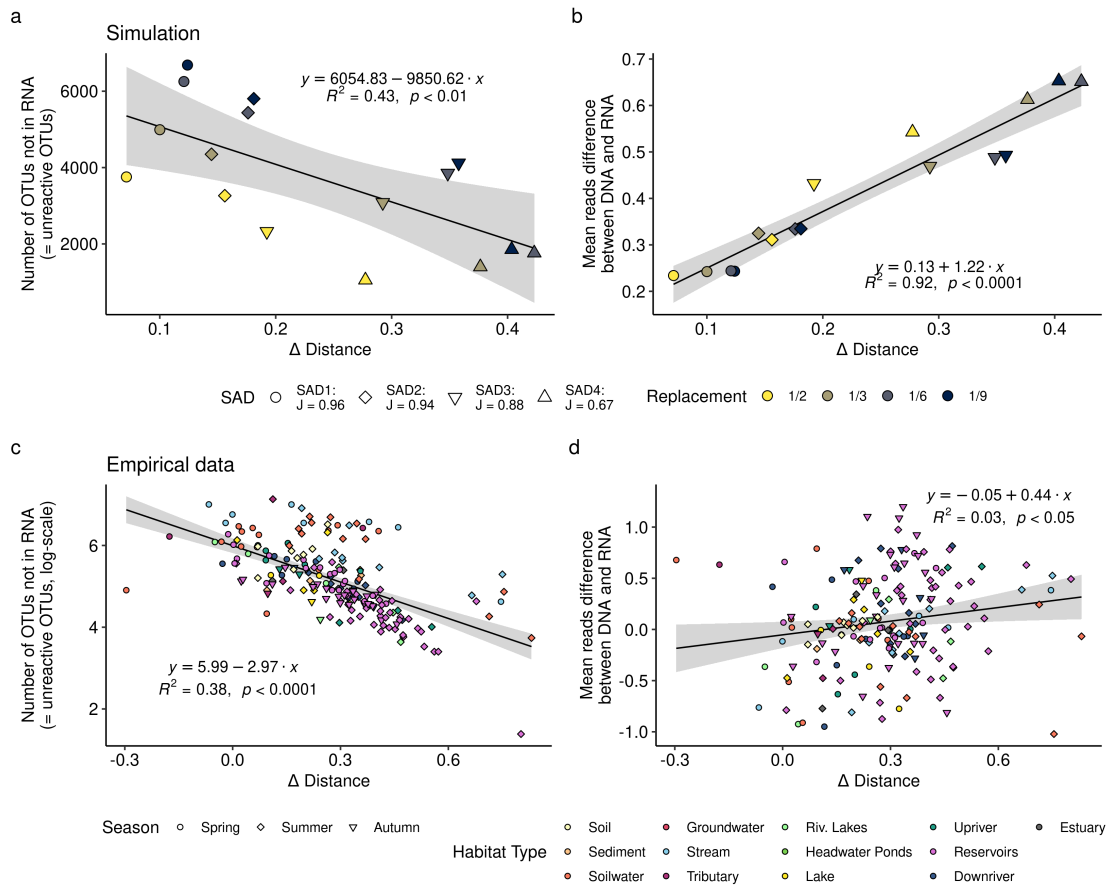 a
b
Simulation
Number of OTUs not in RNA
(= unreactive OTUs)
6000
4000
2000
y = 6054.83 − 9850.62 · x
R² = 0.43, p < 0.01
0.1 0.2 0.3 0.4
Δ Distance
Mean reads difference
between DNA and RNA
0.7
0.6
0.5
0.4
0.3
0.2
y = 0.13 + 1.22 · x
R² = 0.92, p < 0.0001
0.1 0.2 0.3 0.4
Δ Distance
SAD
SAD1:
J = 0.96
SAD2:
J = 0.94
SAD3:
J = 0.88
SAD4:
J = 0.67
Replacement 1/2 1/3 1/6 1/9
c
d
Empirical data
Number of OTUs not in RNA
(= unreactive OTUs, log-scale)
6
4
2
y = 5.99 − 2.97 · x
R² = 0.38, p < 0.0001
-0.3 0.0 0.3 0.6
Δ Distance
Mean reads difference
between DNA and RNA
1.0
0.5
0.0
-0.5
-1.0
y = − 0.05 + 0.44 · x
R² = 0.03, p < 0.05
-0.3 0.0 0.3 0.6
Δ Distance
Season Spring Summer Autumn
Habitat Type
Soil
Sediment
Soilwater
Groundwater
Stream
Tributary
Riv. Lakes
Headwater Ponds
Lake
Upriver
Reservoirs
Downriver
Estuary